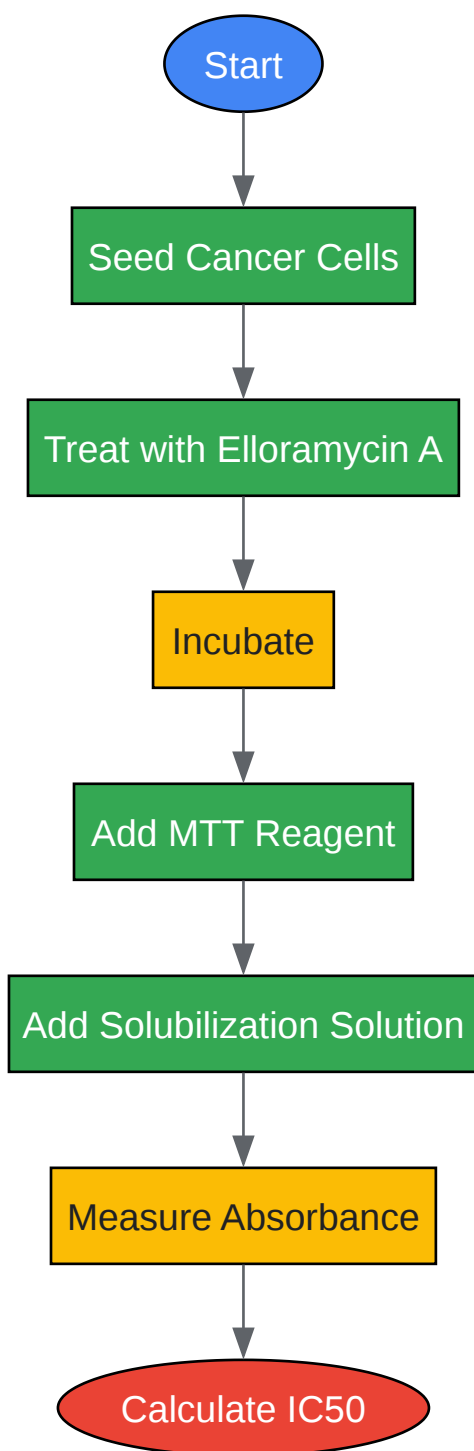 Start
Seed Cancer Cells
Treat with Elloramycin A
Incubate
Add MTT Reagent
Add Solubilization Solution
Measure Absorbance
Calculate IC50